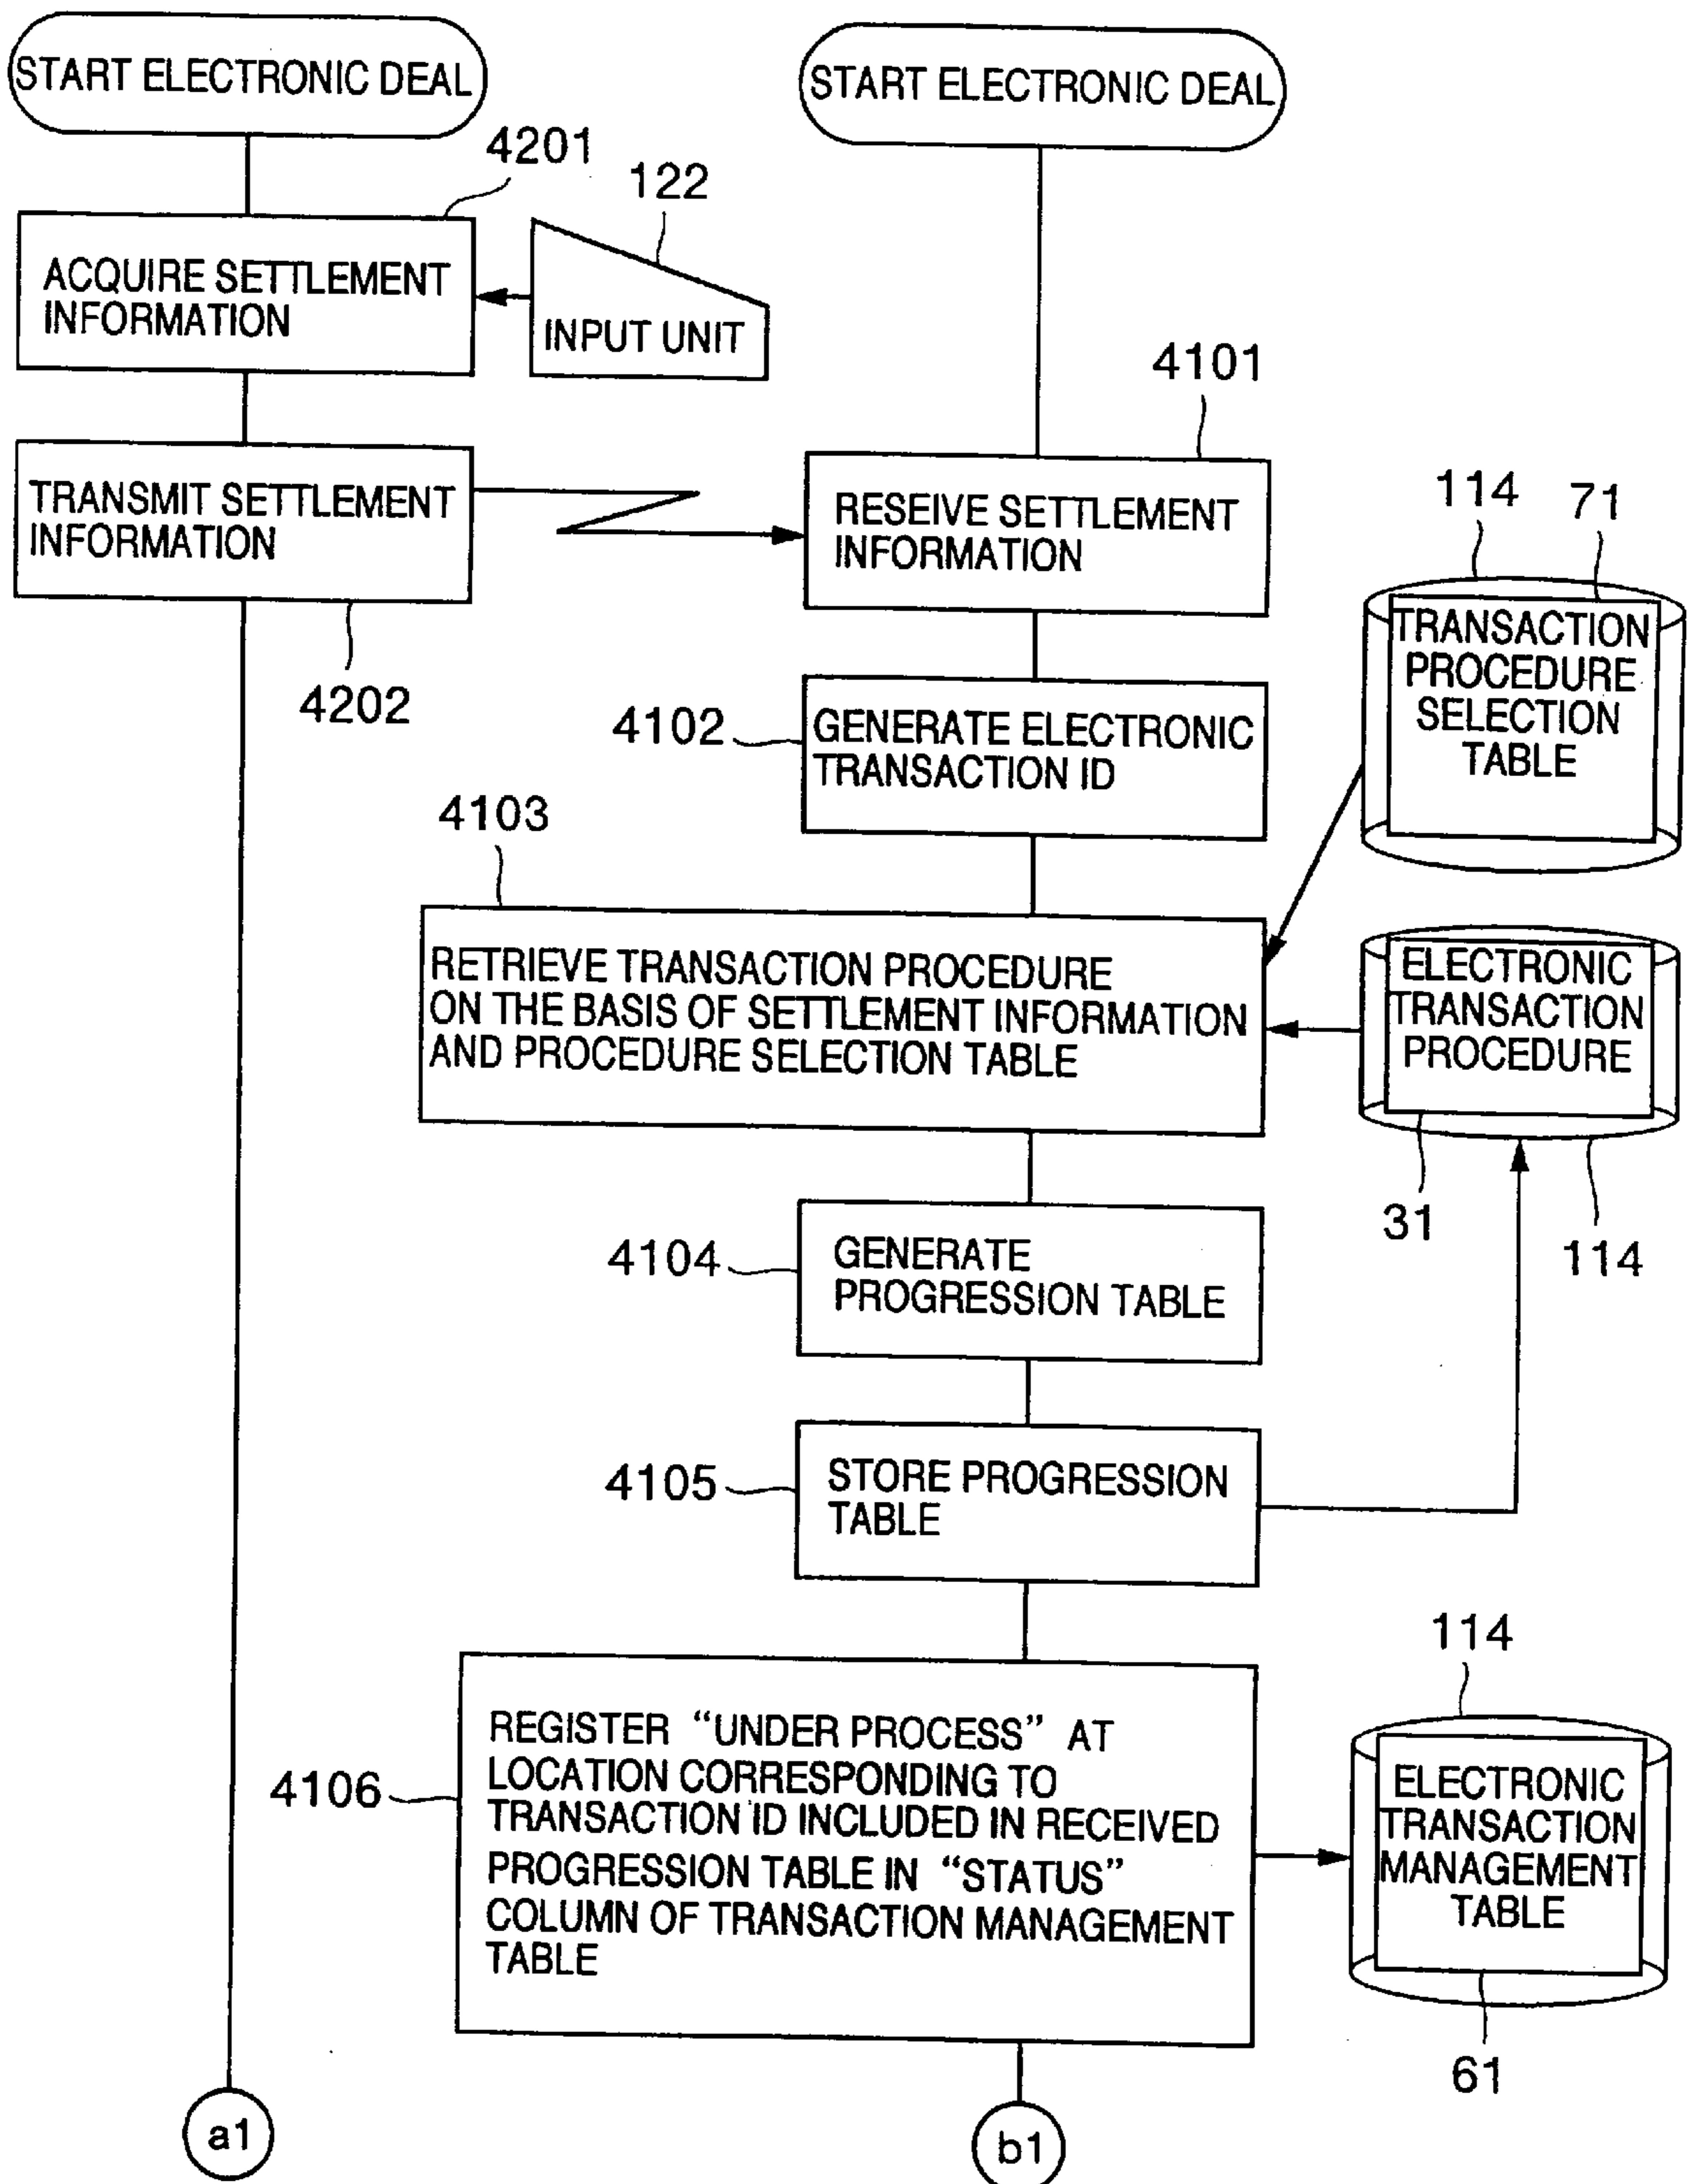 START ELECTRONIC DEAL
START ELECTRONIC DEAL
4201
122
ACQUIRE SETTLEMENT
INFORMATION
INPUT UNIT
4101
TRANSMIT SETTLEMENT
INFORMATION
4202
RESEIVE SETTLEMENT
INFORMATION
114
71
TRANSACTION
PROCEDURE
SELECTION
TABLE
4102
GENERATE ELECTRONIC
TRANSACTION ID
4103
RETRIEVE TRANSACTION PROCEDURE
ON THE BASIS OF SETTLEMENT INFORMATION
AND PROCEDURE SELECTION TABLE
ELECTRONIC
TRANSACTION
PROCEDURE
31
114
4104
GENERATE
PROGRESSION TABLE
4105
STORE PROGRESSION
TABLE
114
4106
REGISTER “UNDER PROCESS” AT
LOCATION CORRESPONDING TO
TRANSACTION ID INCLUDED IN RECEIVED
PROGRESSION TABLE IN “STATUS”
COLUMN OF TRANSACTION MANAGEMENT
TABLE
ELECTRONIC
TRANSACTION
MANAGEMENT
TABLE
61
a1
b1